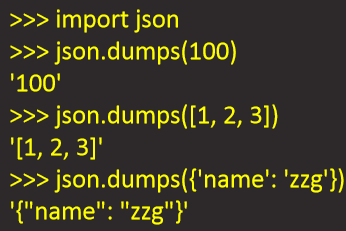 >>> import json
>>> json.dumps(100)
'100'
>>> json.dumps([1, 2, 3])
'[1, 2, 3]'
>>> json.dumps({'name': 'zzg'})
'{"name": "zzg"}'